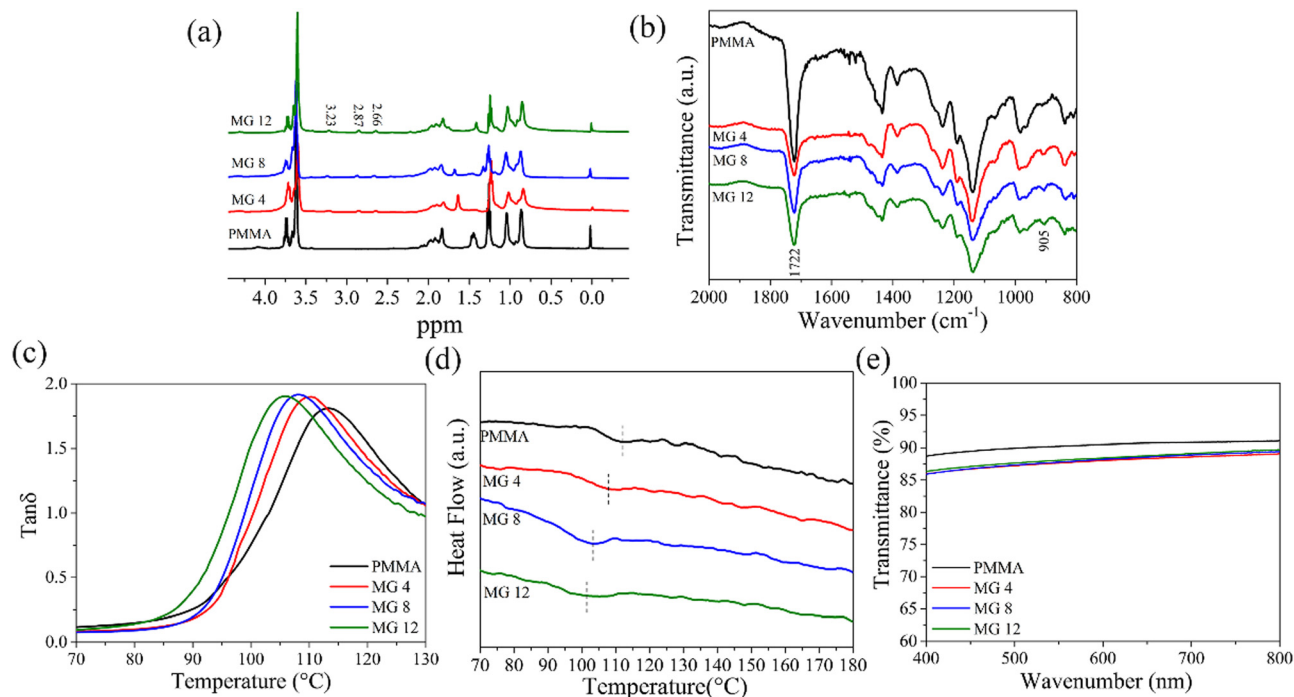 (a)
MG 12
3.23
2.87
2.66
MG 8
MG 4
PMMA
4.0 3.5 3.0 2.5 2.0 1.5 1.0 0.5 0.0
ppm
(b)
Transmittance (a.u.)
PMMA
MG 4
MG 8
MG 12
1722
905
2000 1800 1600 1400 1200 1000 800
Wavenumber (cm⁻¹)
(c)
Tanδ
2.0
1.5
1.0
0.5
0.0
PMMA
MG 4
MG 8
MG 12
70 80 90 100 110 120 130
Temperature (°C)
(d)
Heat Flow (a.u.)
PMMA
MG 4
MG 8
MG 12
70 80 90 100 110 120 130 140 150 160 170 180
Temperature(°C)
(e)
Transmittance (%)
100
95
90
85
80
75
70
65
60
PMMA
MG 4
MG 8
MG 12
400 500 600 700 800
Wavenumber (nm)